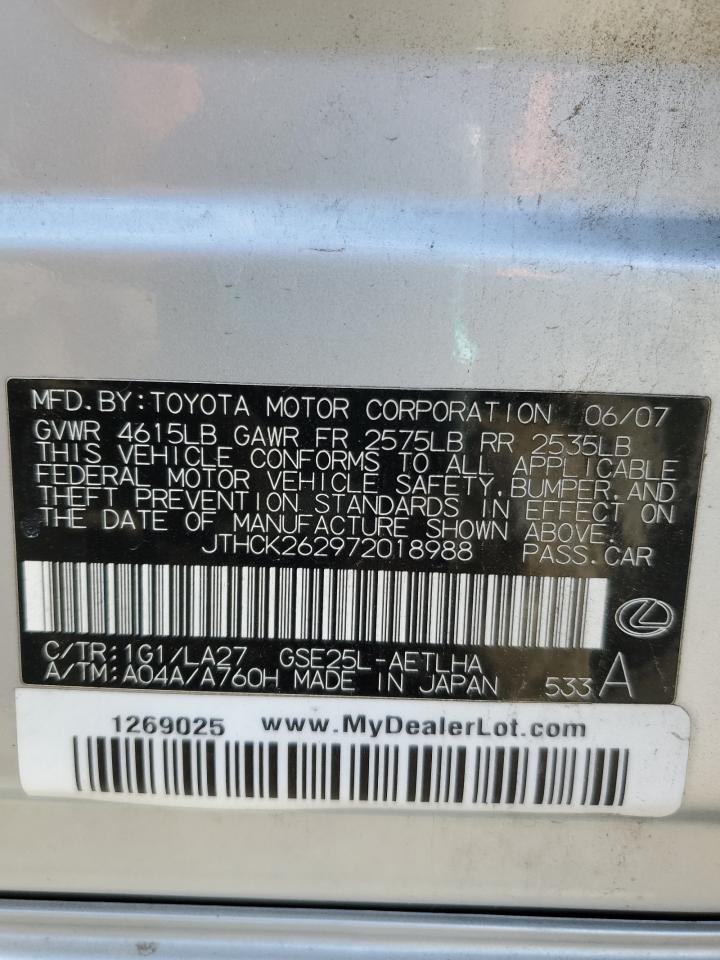 MFD.BY:TOYOTA MOTOR CORPORATION 06/07
GVWR 4615LB GAWR FR 2575LB RR 2535LB
THIS VEHICLE CONFORMS TO ALL APPLICABLE
FEDERAL MOTOR VEHICLE SAFETY,BUMPER,AND
THEFT PREVENTION STANDARDS IN EFFECT ON
THE DATE OF MANUFACTURE SHOWN ABOVE.
JTHCK262972018988 PASS.CAR
C/TR:1G1/LA27 GSE25L-AETLHA
A/TM:A04A/A760H MADE IN JAPAN 533 A
1269025 www.MyDealerLot.com